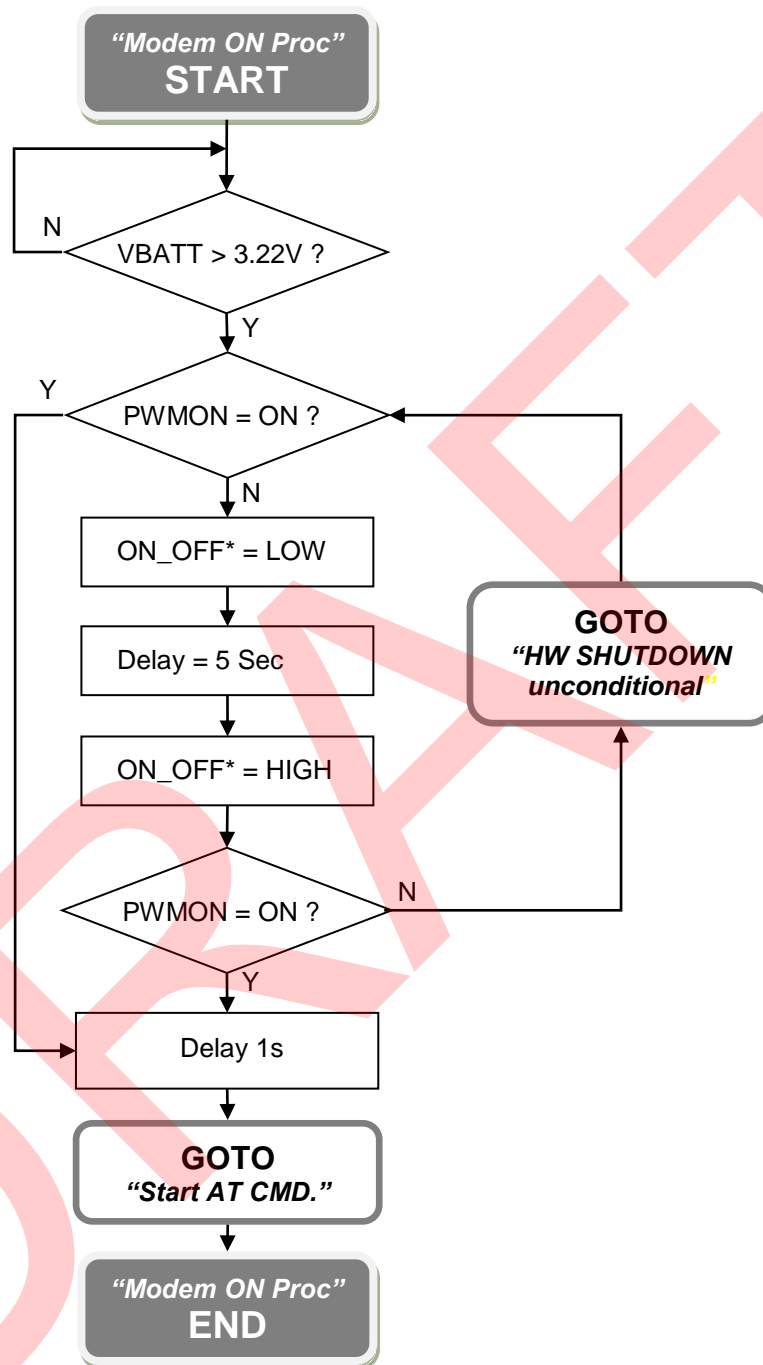 “Modem ON Proc”
START
N
VBATT > 3.22V ?
Y
Y
PWMON = ON ?
N
ON_OFF* = LOW
Delay = 5 Sec
GOTO
“HW SHUTDOWN
unconditional”
ON_OFF* = HIGH
PWMON = ON ?
N
Y
Delay 1s
GOTO
“Start AT CMD.”
“Modem ON Proc”
END
DRAFT